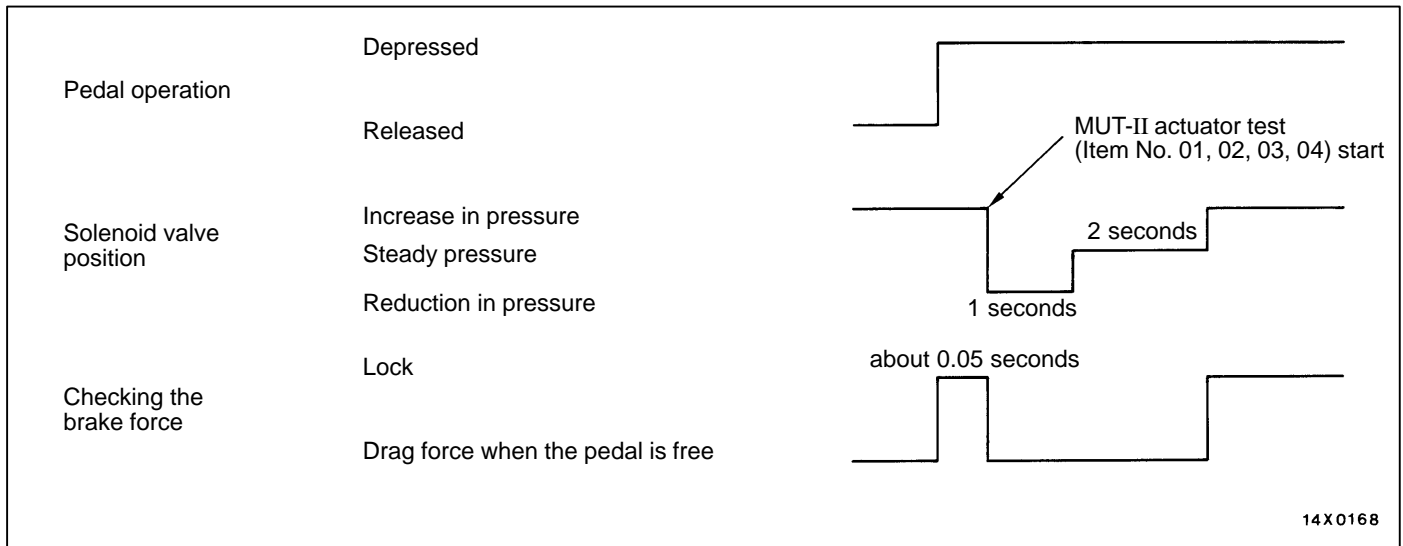 Depressed
Pedal operation
Released
MUT-II actuator test
(Item No. 01, 02, 03, 04) start
Increase in pressure
Solenoid valve
position
Steady pressure
2 seconds
Reduction in pressure
1 seconds
Lock
about 0.05 seconds
Checking the
brake force
Drag force when the pedal is free
14X0168